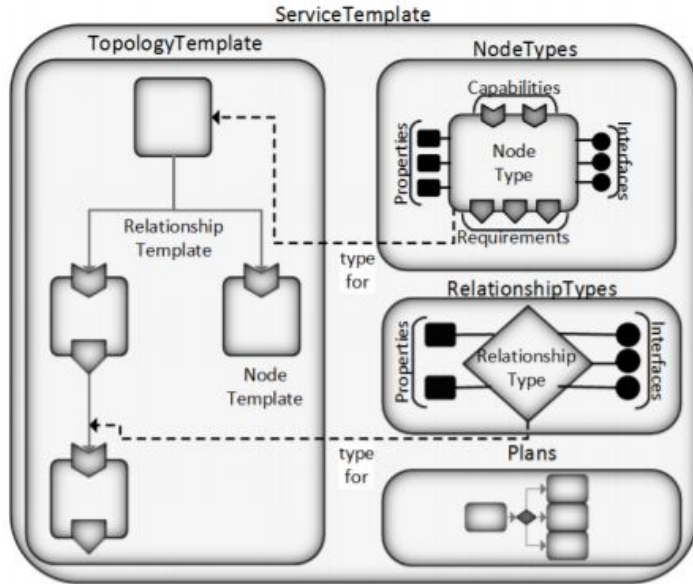 ServiceTemplate
TopologyTemplate
Relationship
Template
Node
Template
type
for
type
for
NodeTypes
Capabilities
Properties
Node
Type
Interfaces
Requirements
RelationshipTypes
Properties
Relationship
Type
Interfaces
Plans